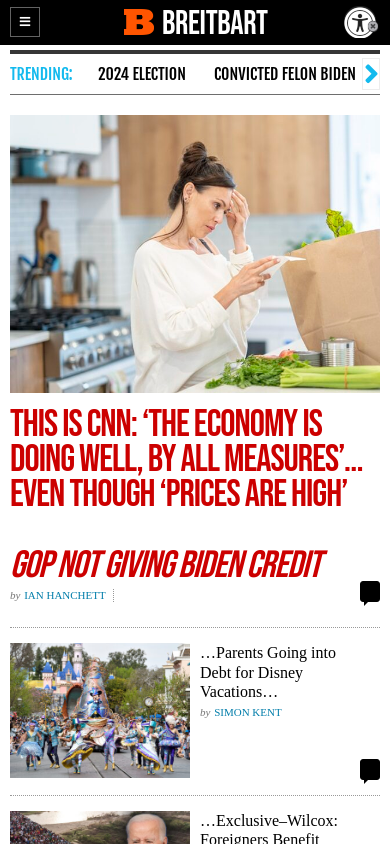 B BREITBART
TRENDING:
2024 ELECTION
CONVICTED FELON BIDEN
THIS IS CNN: ‘THE ECONOMY IS
DOING WELL, BY ALL MEASURES’…
EVEN THOUGH ‘PRICES ARE HIGH’
GOP NOT GIVING BIDEN CREDIT
by IAN HANCHETT
…Parents Going into
Debt for Disney
Vacations…
by SIMON KENT
…Exclusive–Wilcox:
Foreigners Benefit